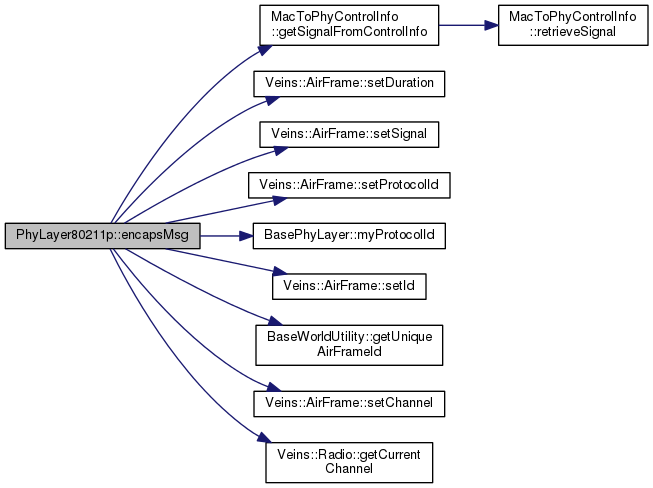 MacToPhyControlInfo
::getSignalFromControlInfo
MacToPhyControlInfo
::retrieveSignal
Veins::AirFrame::setDuration
Veins::AirFrame::setSignal
Veins::AirFrame::setProtocolId
PhyLayer80211p::encapsMsg
BasePhyLayer::myProtocolId
Veins::AirFrame::setId
BaseWorldUtility::getUnique
AirFrameId
Veins::AirFrame::setChannel
Veins::Radio::getCurrent
Channel